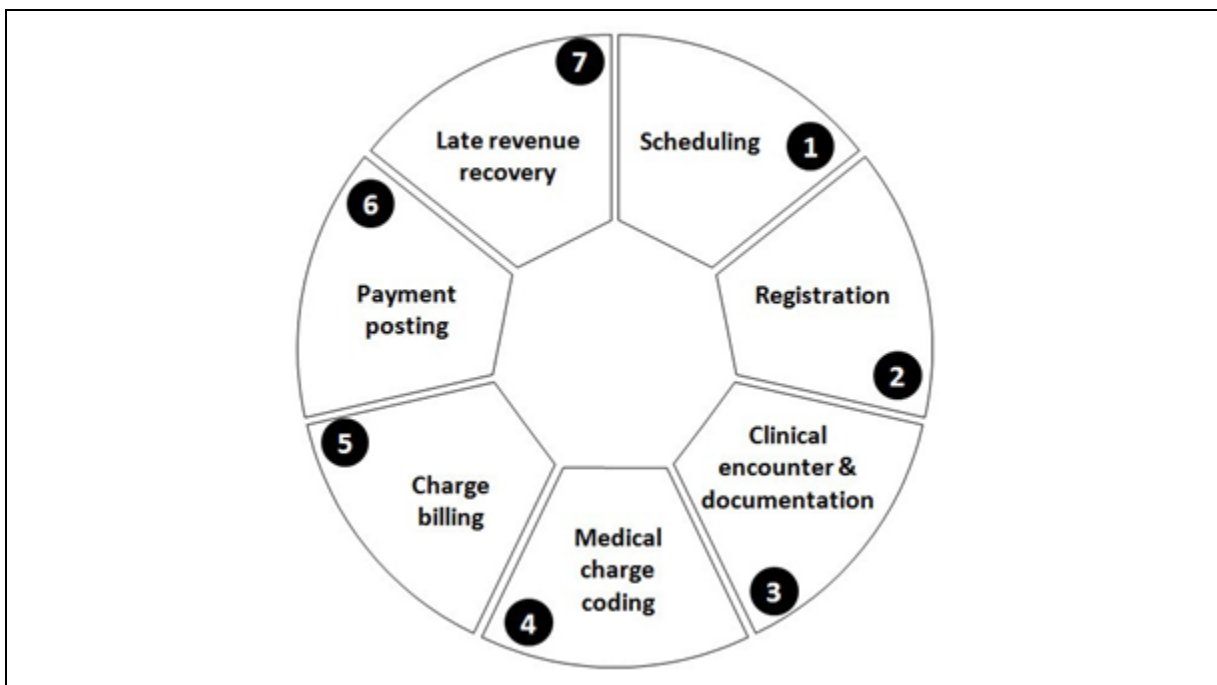 Scheduling
1
Registration
2
Clinical
encounter &
documentation
3
Medical
charge
coding
4
Charge
billing
5
Payment
posting
6
Late revenue
recovery
7